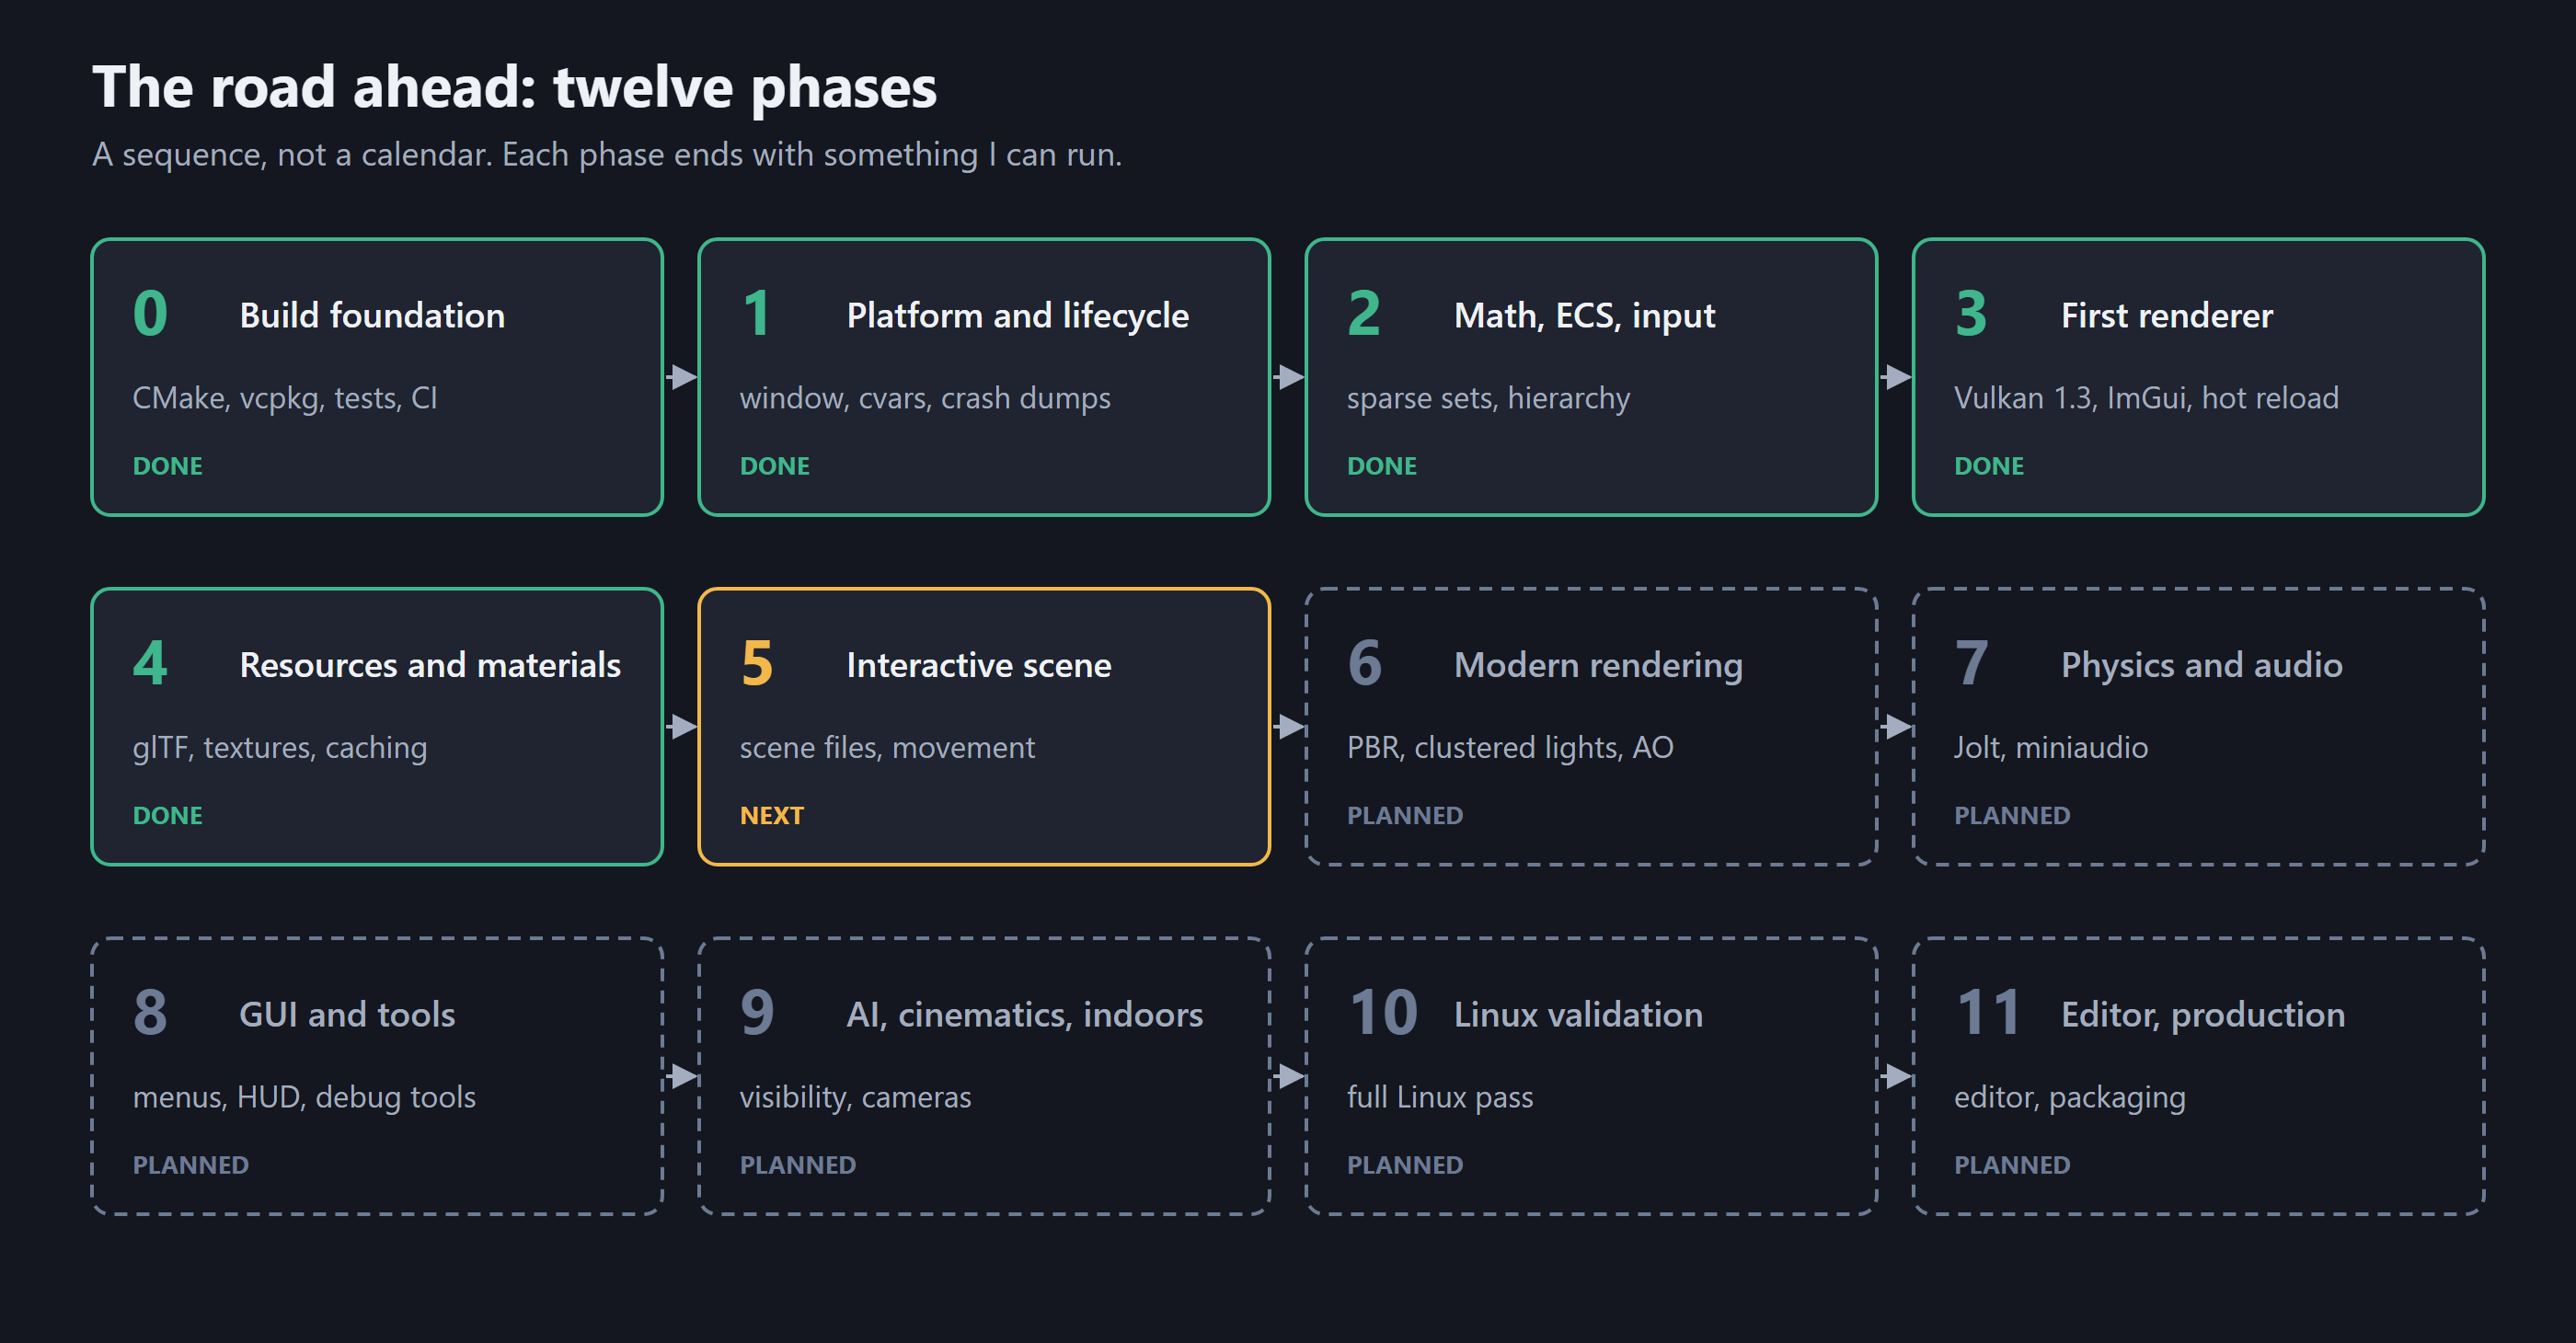 The road ahead: twelve phases
A sequence, not a calendar. Each phase ends with something I can run.
0 Build foundation
CMake, vcpkg, tests, CI
DONE
1 Platform and lifecycle
window, cvars, crash dumps
DONE
2 Math, ECS, input
sparse sets, hierarchy
DONE
3 First renderer
Vulkan 1.3, ImGui, hot reload
DONE
4 Resources and materials
glTF, textures, caching
DONE
5 Interactive scene
scene files, movement
NEXT
6 Modern rendering
PBR, clustered lights, AO
PLANNED
7 Physics and audio
Jolt, miniaudio
PLANNED
8 GUI and tools
menus, HUD, debug tools
PLANNED
9 AI, cinematics, indoors
visibility, cameras
PLANNED
10 Linux validation
full Linux pass
PLANNED
11 Editor, production
editor, packaging
PLANNED